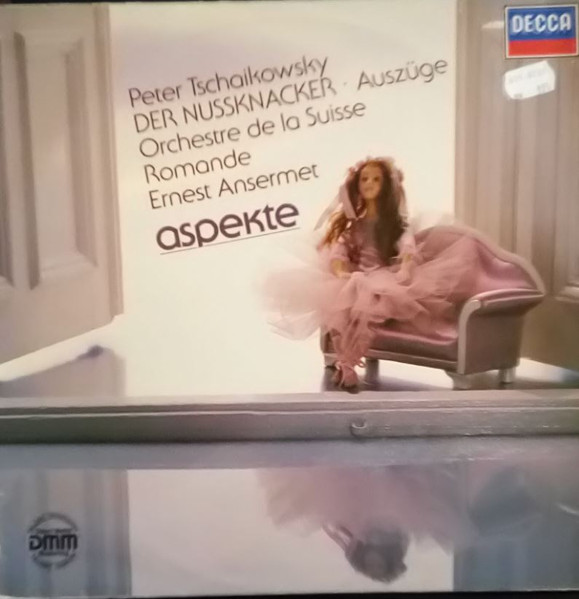 DECCA
Peter Tschaikowsky
DER NUSSKNACKER · Auszüge
Orchestre de la Suisse
Romande
Ernest Ansermet
aspekte
DMM